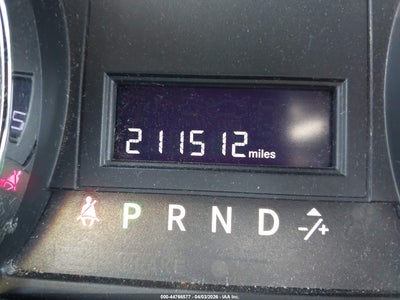 211512 miles
P R N D -/+
000-44766577 - 04/03/2026 - IAA Inc.